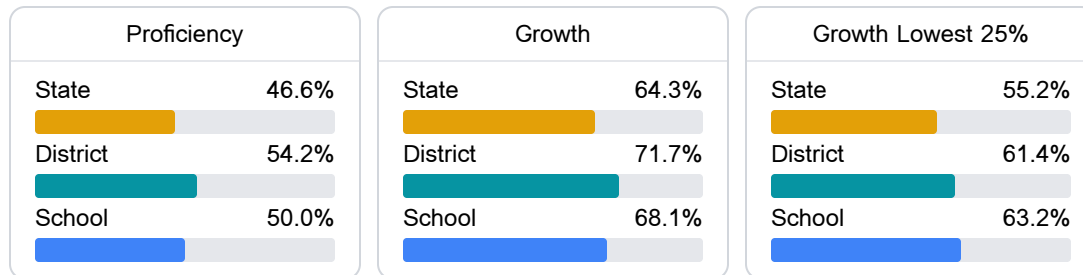 Proficiency
State 46.6%
District 54.2%
School 50.0%
Growth
State 64.3%
District 71.7%
School 68.1%
Growth Lowest 25%
State 55.2%
District 61.4%
School 63.2%